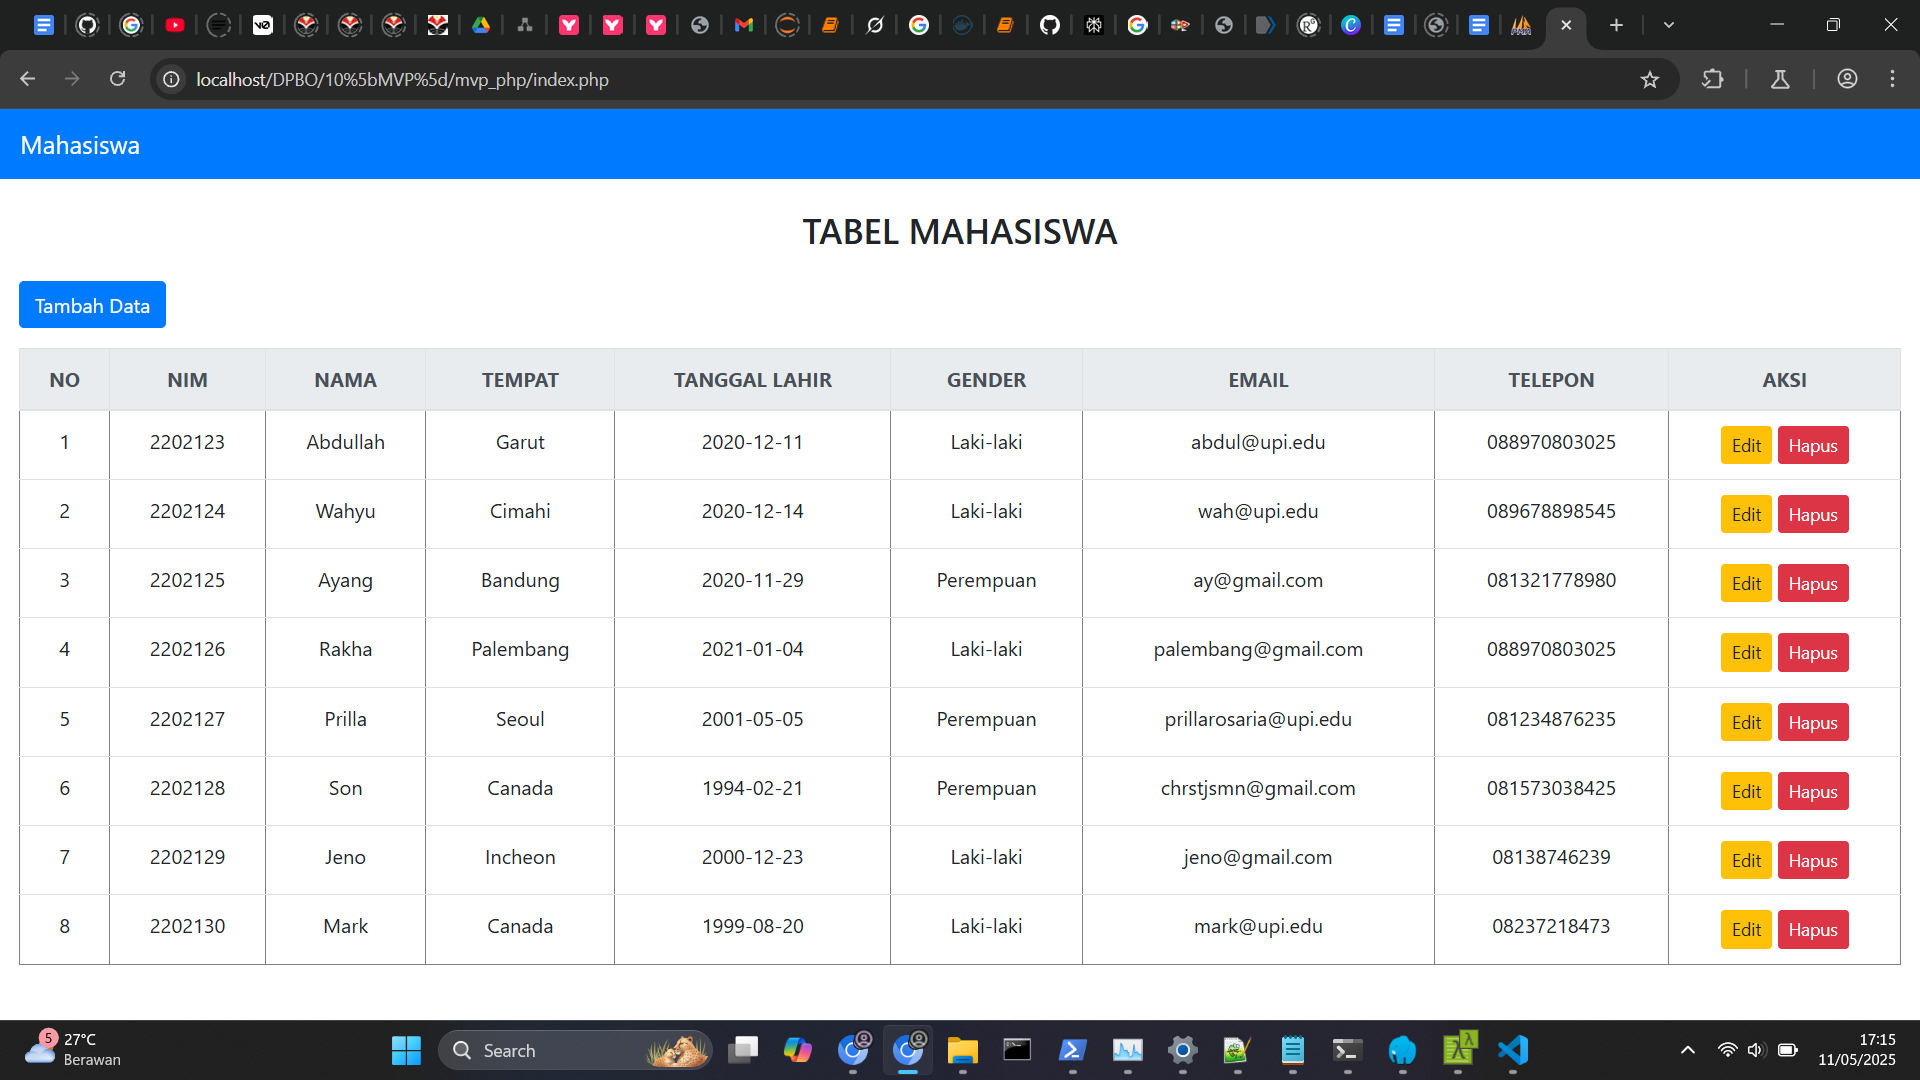 localhost/DPBO/10%5bMVP%5d/mvp_php/index.php
Mahasiswa
TABEL MAHASISWA
Tambah Data
NO NIM NAMA TEMPAT TANGGAL LAHIR GENDER EMAIL TELEPON AKSI
1 2202123 Abdullah Garut 2020-12-11 Laki-laki abdul@upi.edu 088970803025 Edit Hapus
2 2202124 Wahyu Cimahi 2020-12-14 Laki-laki wah@upi.edu 089678898545 Edit Hapus
3 2202125 Ayang Bandung 2020-11-29 Perempuan ay@gmail.com 081321778980 Edit Hapus
4 2202126 Rakha Palembang 2021-01-04 Laki-laki palembang@gmail.com 088970803025 Edit Hapus
5 2202127 Prilla Seoul 2001-05-05 Perempuan prillarosaria@upi.edu 081234876235 Edit Hapus
6 2202128 Son Canada 1994-02-21 Perempuan chrstjsmn@gmail.com 081573038425 Edit Hapus
7 2202129 Jeno Incheon 2000-12-23 Laki-laki jeno@gmail.com 08138746239 Edit Hapus
8 2202130 Mark Canada 1999-08-20 Laki-laki mark@upi.edu 08237218473 Edit Hapus
5 27°C
Berawan
Search
17:15
11/05/2025